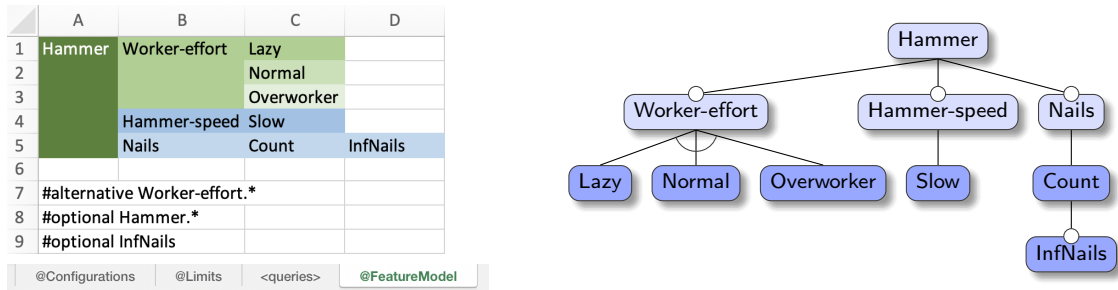 A B C D
1 Hammer Worker-effort Lazy
2 Normal
3 Overworker
4 Hammer-speed Slow
5 Nails Count InfNails
6
7 #alternative Worker-effort.*
8 #optional Hammer.*
9 #optional InfNails
@Configurations @Limits <queries> @FeatureModel
Hammer
Worker-effort Hammer-speed Nails
Lazy Normal Overworker Slow Count
InfNails